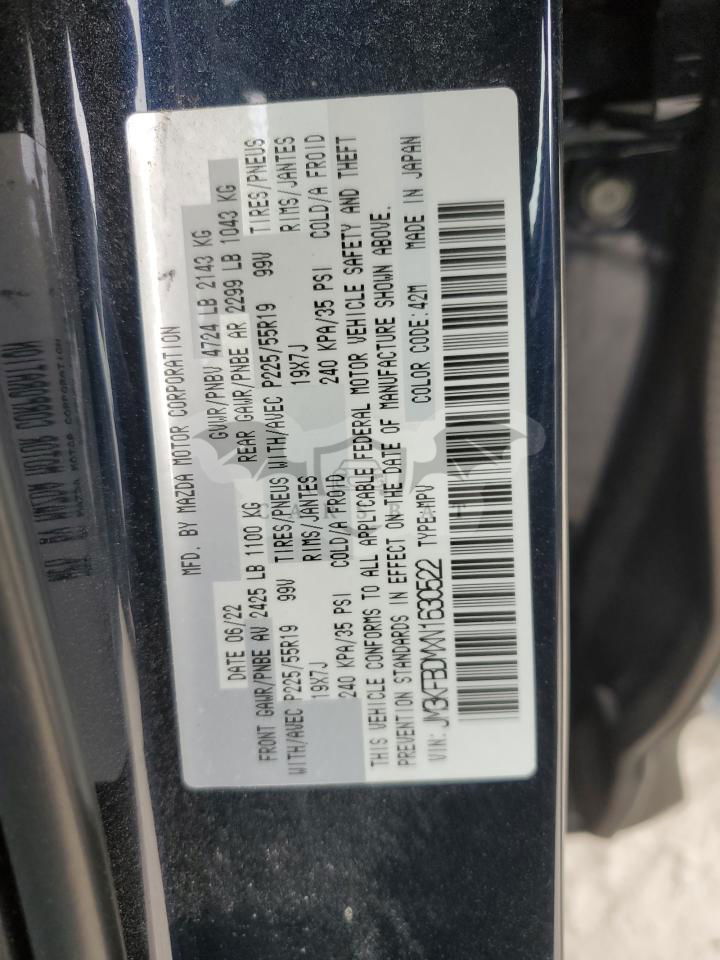 MFD. BY MAZDA MOTOR CORPORATION
DATE 06/22 GVWR/PNBV 4724 LB 2143 KG
FRONT GAWR/PNBE AV 2425 LB 1100 KG REAR GAWR/PNBE AR 2299 LB 1043 KG
WITH/AVEC P225/55R19 99V TIRES/PNEUS WITH/AVEC P225/55R19 99V TIRES/PNEUS
19X7J RIMS/JANTES 19X7J RIMS/JANTES
240 KPA/35 PSI COLD/A FROID 240 KPA/35 PSI COLD/A FROID
THIS VEHICLE CONFORMS TO ALL APPLICABLE FEDERAL MOTOR VEHICLE SAFETY AND THEFT
PREVENTION STANDARDS IN EFFECT ON THE DATE OF MANUFACTURE SHOWN ABOVE.
VIN: JM3KFBDMXN1630522 TYPE:MPV COLOR CODE:42M MADE IN JAPAN